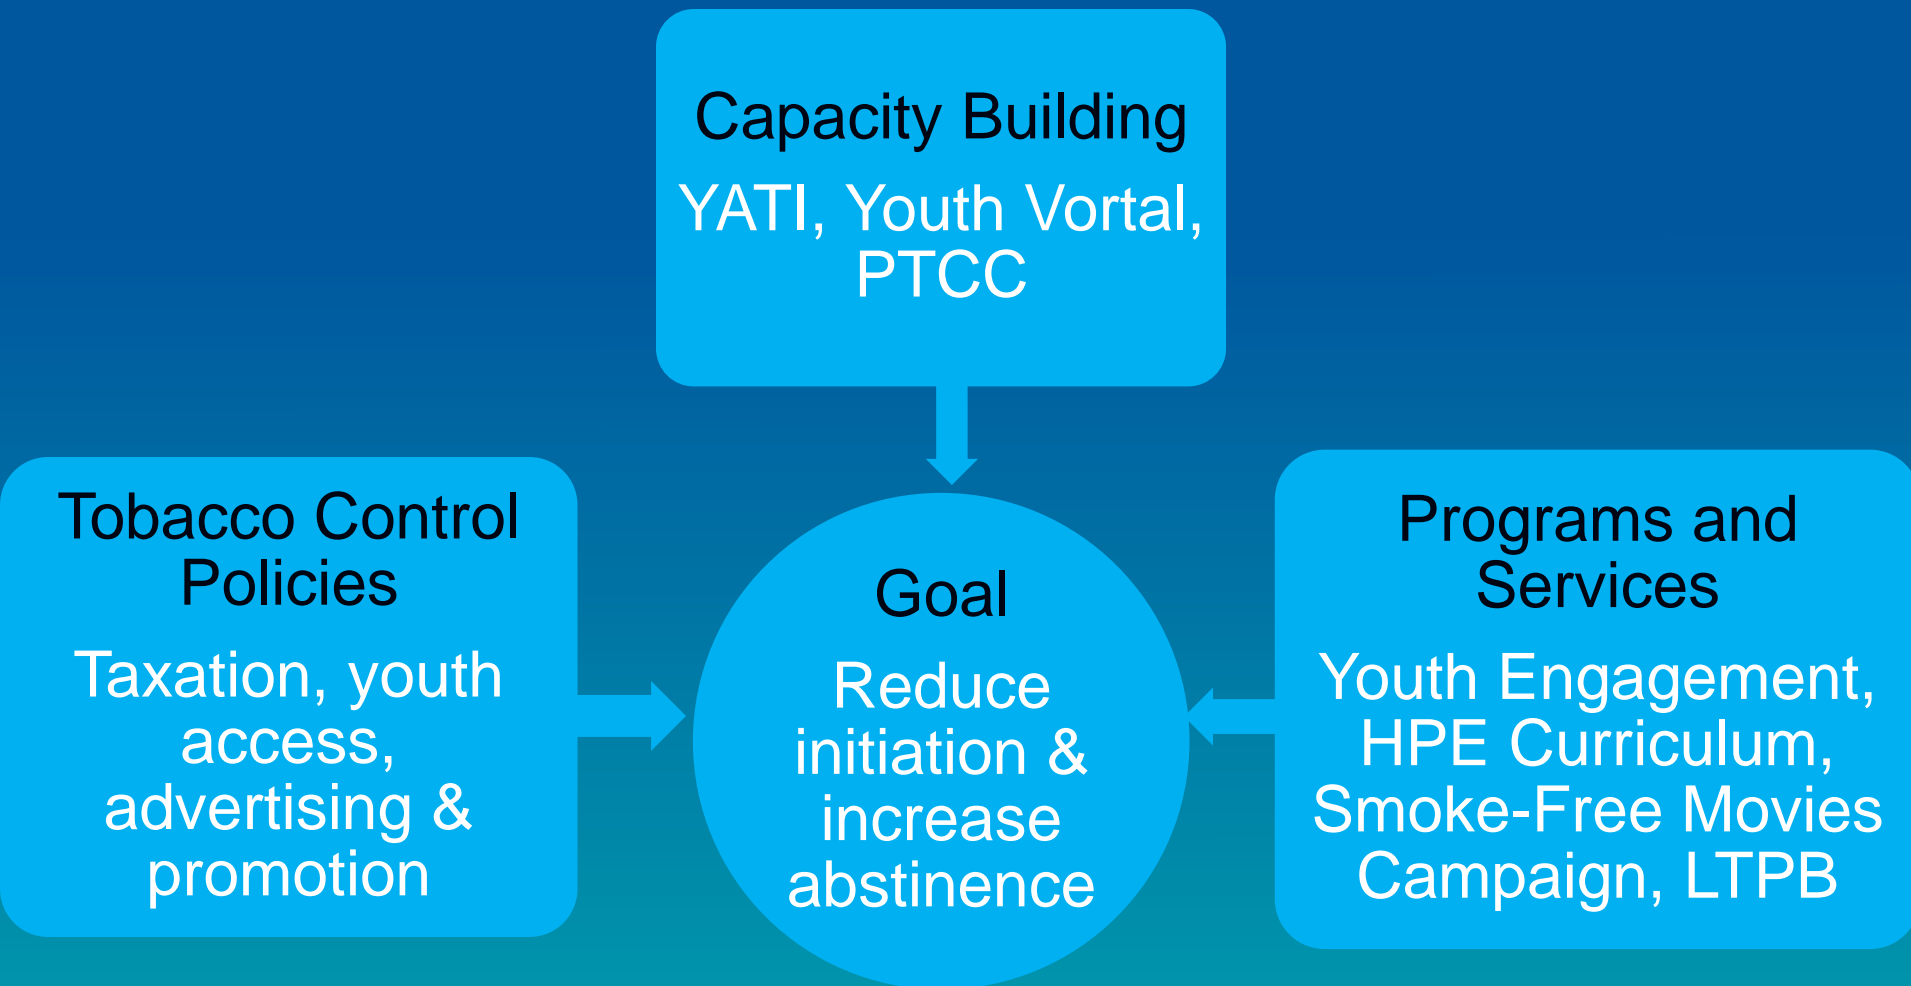 Capacity Building
YATI, Youth Vortal,
PTCC
Tobacco Control
Policies
Taxation, youth
access,
advertising &
promotion
Goal
Reduce
initiation &
increase
abstinence
Programs and
Services
Youth Engagement,
HPE Curriculum,
Smoke-Free Movies
Campaign, LTPB